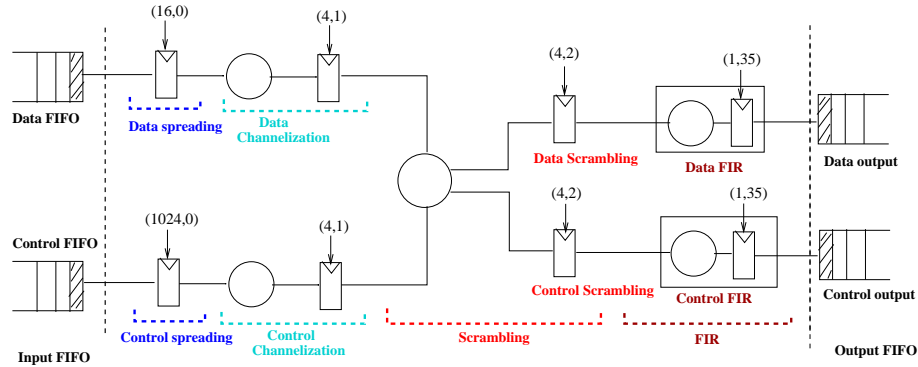 (16,0)
(4,1)
(4,2)
(1,35)
Data FIFO
Data spreading
Data
Channelization
Data Scrambling
Data FIR
Data output
(1024,0)
(4,1)
(4,2)
(1,35)
Control FIFO
Control Scrambling
Control FIR
Control output
Control spreading
Control
Channelization
Scrambling
FIR
Input FIFO
Output FIFO